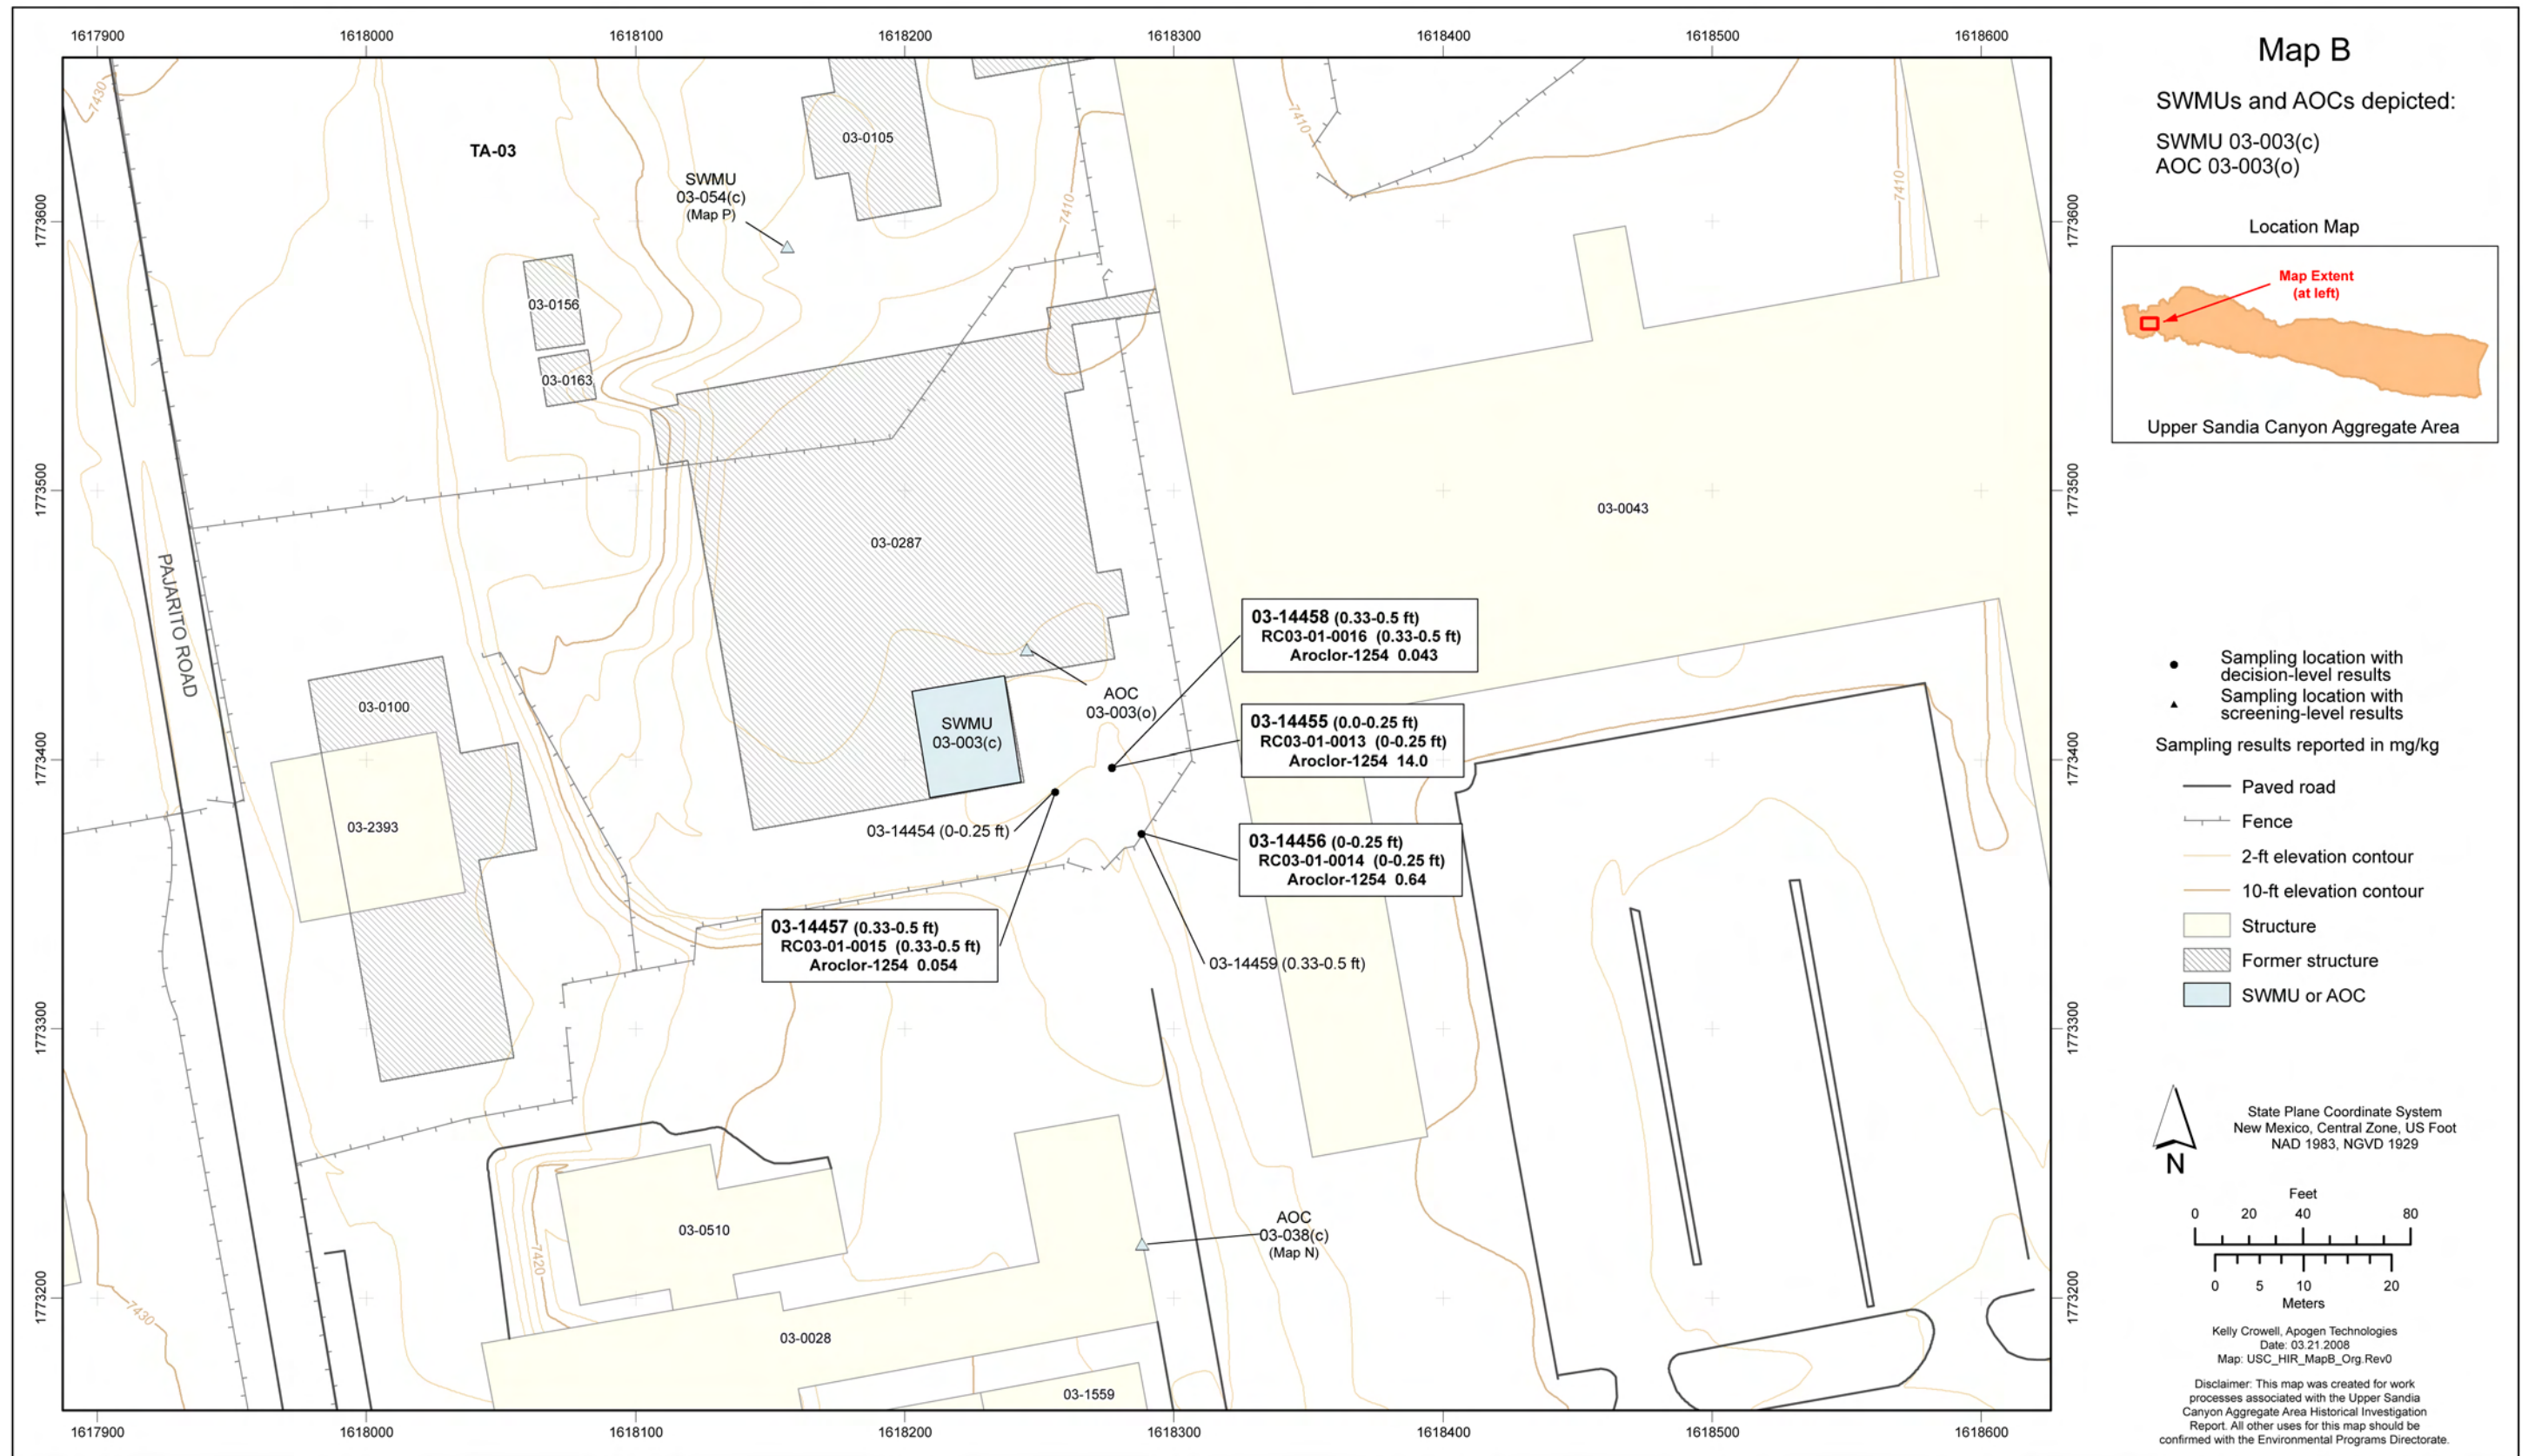 1617900 1618000 1618100 1618200 1618300 1618400 1618500 1618600
Map B
SWMUs and AOCs depicted:
SWMU 03-003(c)
AOC 03-003(o)
Location Map
Map Extent
(at left)
Upper Sandia Canyon Aggregate Area
7430
TA-03
03-0105
SWMU
03-054(c)
(Map P)
7410
7410
7410
1773600
1773600
03-0156
03-0163
1773500
1773500
03-0043
03-0287
PAJARITO ROAD
03-14458 (0.33-0.5 ft)
RC03-01-0016 (0.33-0.5 ft)
Aroclor-1254 0.043
AOC
03-003(o)
03-0100
SWMU
03-003(c)
03-14455 (0.0-0.25 ft)
RC03-01-0013 (0-0.25 ft)
Aroclor-1254 14.0
1773400
1773400
03-2393
03-14454 (0-0.25 ft)
03-14456 (0-0.25 ft)
RC03-01-0014 (0-0.25 ft)
Aroclor-1254 0.64
03-14457 (0.33-0.5 ft)
RC03-01-0015 (0.33-0.5 ft)
Aroclor-1254 0.054
03-14459 (0.33-0.5 ft)
1773300
1773300
03-0510
7420
AOC
03-038(c)
(Map N)
1773200
1773200
7430
03-0028
03-1559
1617900 1618000 1618100 1618200 1618300 1618400 1618500 1618600
Sampling location with
decision-level results
Sampling location with
screening-level results
Sampling results reported in mg/kg
Paved road
Fence
2-ft elevation contour
10-ft elevation contour
Structure
Former structure
SWMU or AOC
N
State Plane Coordinate System
New Mexico, Central Zone, US Foot
NAD 1983, NGVD 1929
Feet
0 20 40 80
0 5 10 20
Meters
Kelly Crowell, Apogen Technologies
Date: 03.21.2008
Map: USC_HIR_MapB_Org.Rev0
Disclaimer: This map was created for work
processes associated with the Upper Sandia
Canyon Aggregate Area Historical Investigation
Report. All other uses for this map should be
confirmed with the Environmental Programs Directorate.